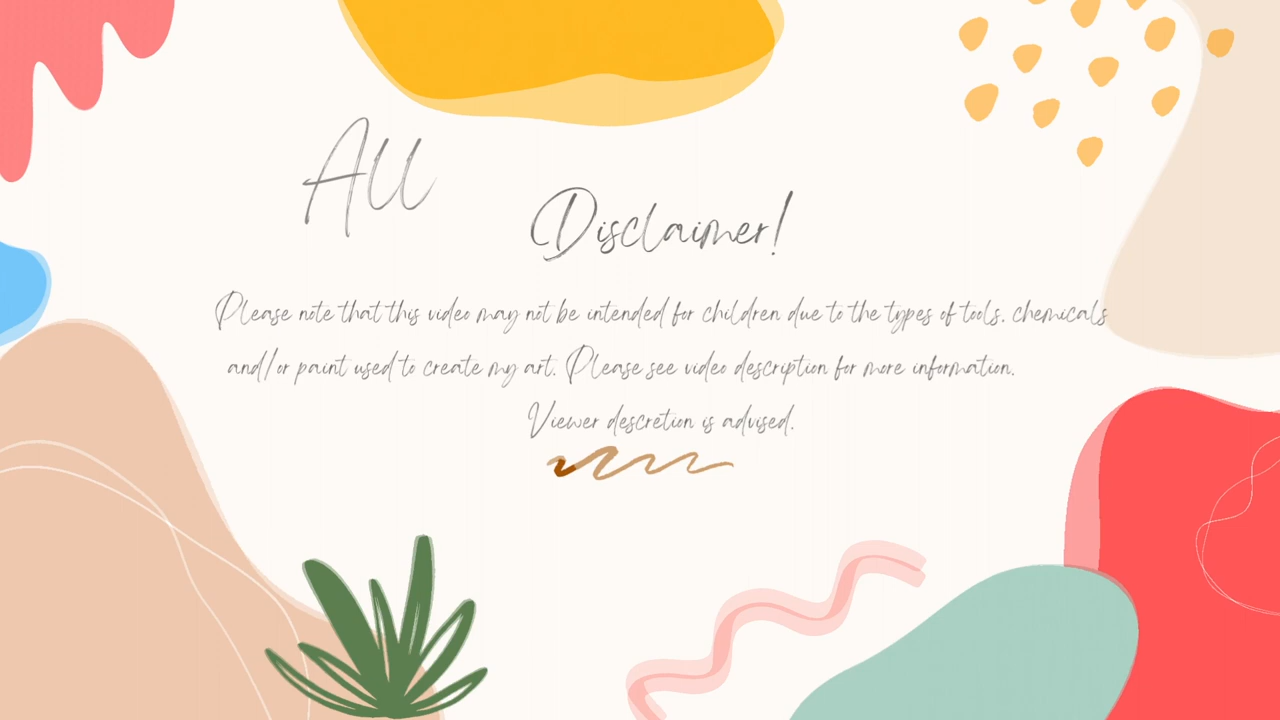 All
Disclaimer!
Please note that this video may not be intended for children due to the types of tools. chemicals
and/or paint used to create my art. Please see video description for more information.
Viewer descretion is advised.